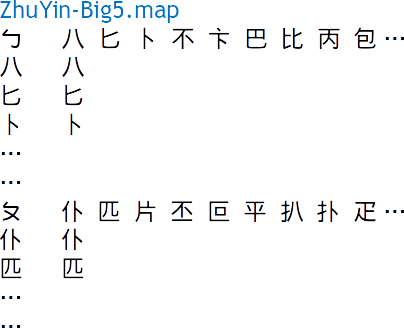 ZhuYin-Big5.map
ㄅ 八 匕 卜 不 卞 巴 比 丙 包 …
八 八
匕 匕
卜 卜
…
…
ㄆ 仆 匹 片 丕 叵 平 扒 扑 疋 …
仆 仆
匹 匹
…
…